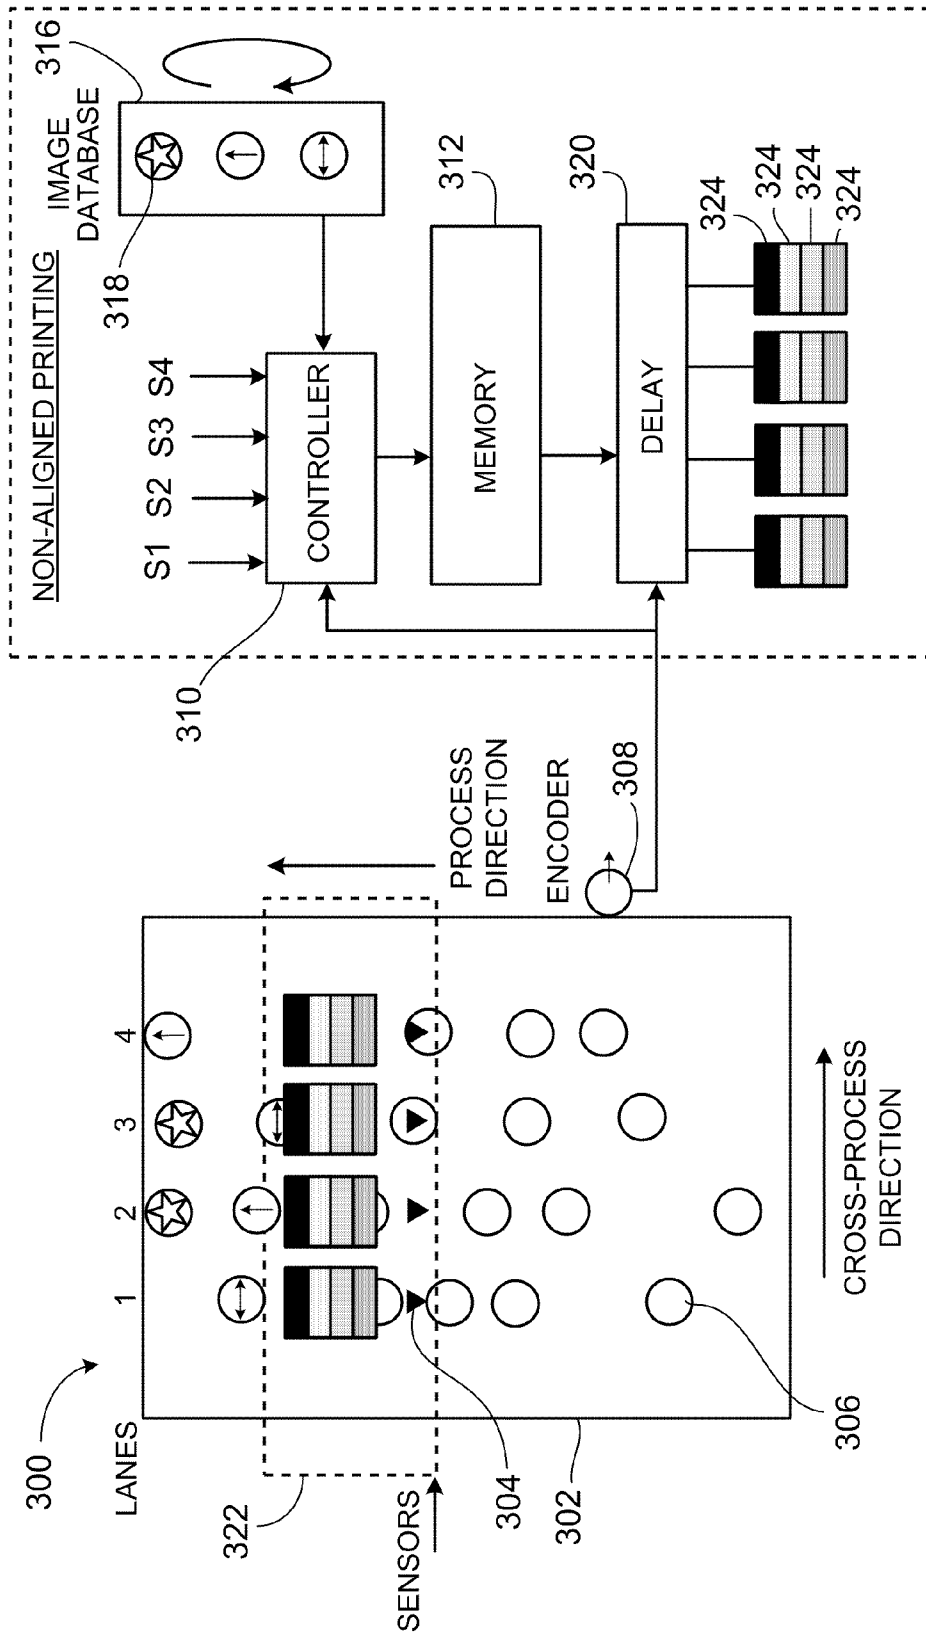 300
LANES
1
2
3
4
322
SENSORS
304
302
306
CROSS-PROCESS
DIRECTION
PROCESS
DIRECTION
ENCODER
308
NON-ALIGNED PRINTING
S1
S2
S3
S4
310
CONTROLLER
318
IMAGE
DATABASE
316
MEMORY
312
DELAY
320
324
324
324
324